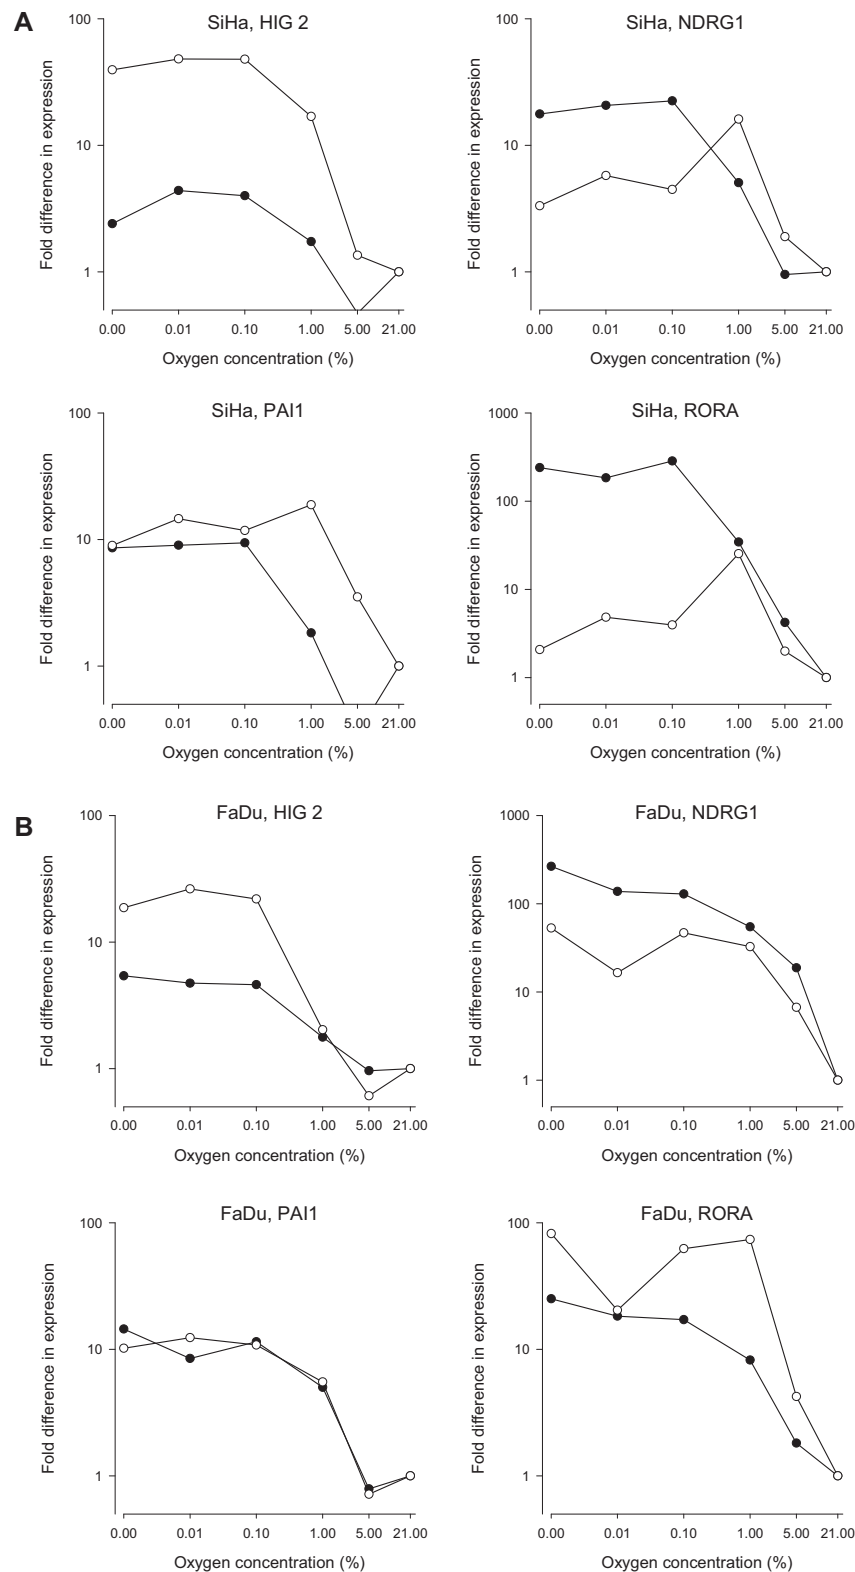 A
SiHa, HIG 2
100
10
1
Fold difference in expression
0.00 0.01 0.10 1.00 5.00 21.00
Oxygen concentration (%)
SiHa, NDRG1
100
10
1
Fold difference in expression
0.00 0.01 0.10 1.00 5.00 21.00
Oxygen concentration (%)
SiHa, PAI1
100
10
1
Fold difference in expression
0.00 0.01 0.10 1.00 5.00 21.00
Oxygen concentration (%)
SiHa, RORA
1000
100
10
1
Fold difference in expression
0.00 0.01 0.10 1.00 5.00 21.00
Oxygen concentration (%)
B
FaDu, HIG 2
100
10
1
Fold difference in expression
0.00 0.01 0.10 1.00 5.00 21.00
Oxygen concentration (%)
FaDu, NDRG1
1000
100
10
1
Fold difference in expression
0.00 0.01 0.10 1.00 5.00 21.00
Oxygen concentration (%)
FaDu, PAI1
100
10
1
Fold difference in expression
0.00 0.01 0.10 1.00 5.00 21.00
Oxygen concentration (%)
FaDu, RORA
100
10
1
Fold difference in expression
0.00 0.01 0.10 1.00 5.00 21.00
Oxygen concentration (%)